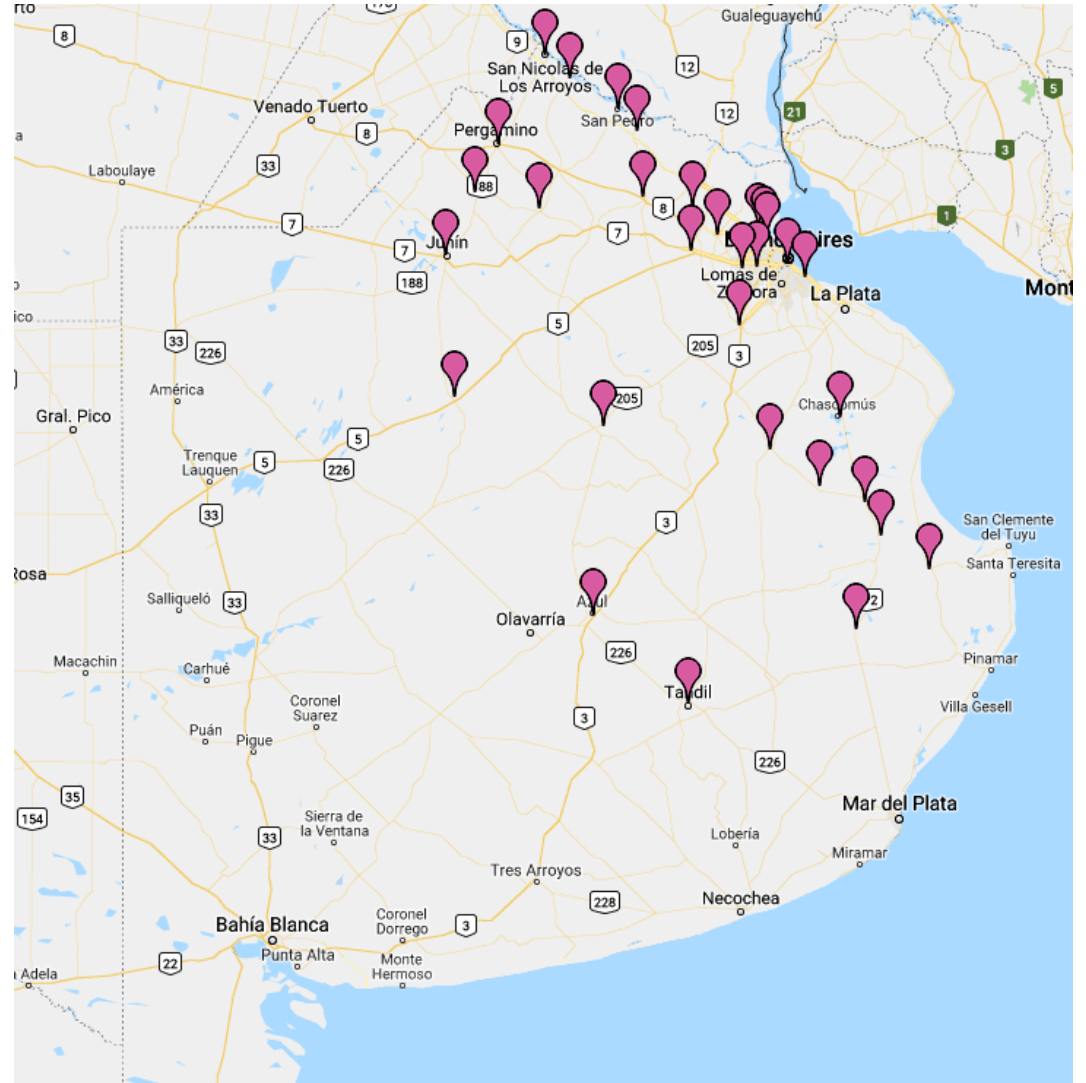 rto
8
9
Gualeguaychú
San Nicolás de
Los Arroyos
12
5
Venado Tuerto
8
Pergamino
San Pedro
12
21
a
33
3
Laboulaye
188
7
8
1
7
Junín
7
188
Lomas de
La Plata
Mont
5
33
226
205
3
América
205
Chascomús
Gral. Pico
5
Trenque
Lauquen
5
226
33
3
San Clemente
del Tuyu
Rosa
Santa Teresita
Salliqueló
33
Azul
Olavarría
226
Macachin
Carhué
Pinamar
Tandil
Villa Gesell
Coronel
Suarez
3
Puán
Pigue
226
35
Mar del Plata
154
Sierra de
la Ventana
33
Lobería
Miramar
Tres Arroyos
228
Necochea
Bahía Blanca
Coronel
Dorrego
3
Punta Alta
22
Monte
Hermoso
Adela